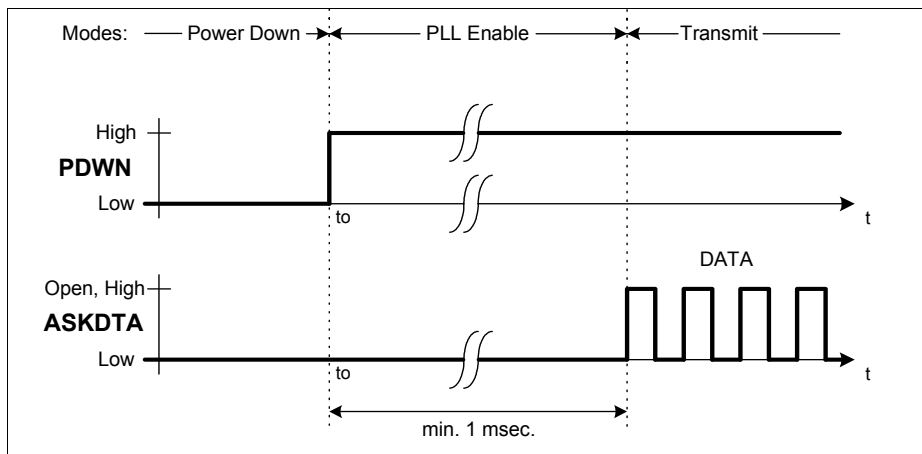 Modes: Power Down PLL Enable Transmit
High
PDWN
Low
to
t
DATA
Open, High
ASKDTA
Low
to
t
min. 1 msec.